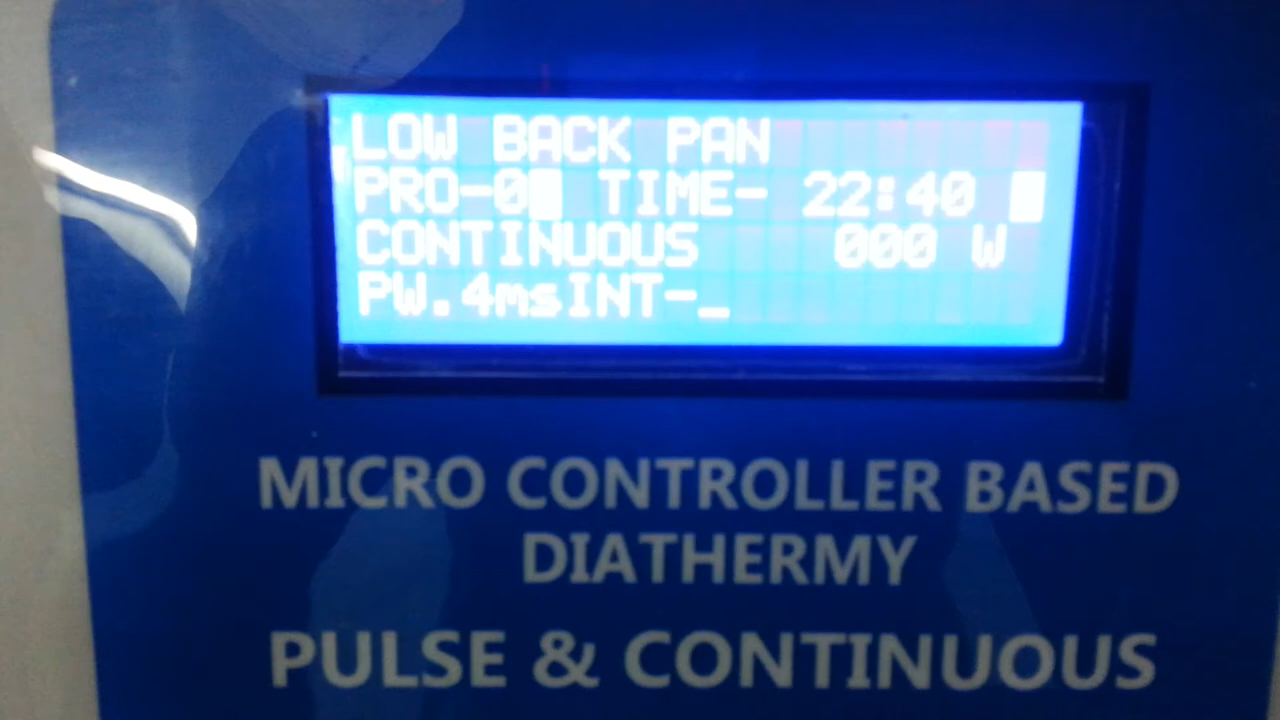 LOW BACK PAN
PRO-0 TIME- 22:40
CONTINUOUS 000 W
PW.4msINT-_
MICRO CONTROLLER BASED
DIATHERMY
PULSE & CONTINUOUS